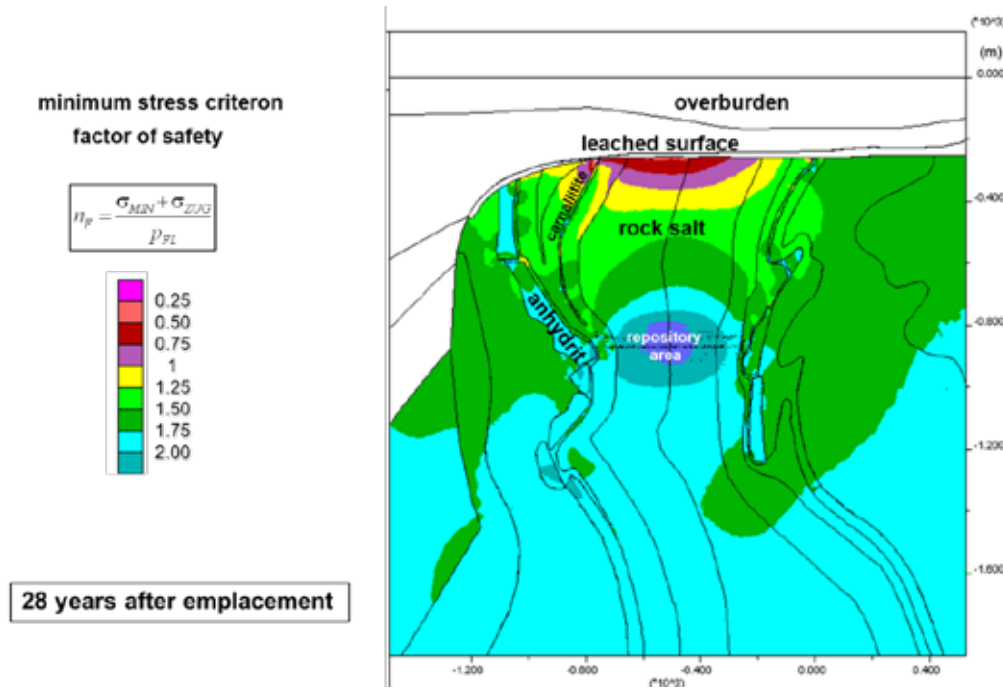 minimum stress criteron
factor of safety
n_F = (σ_MIN + σ_ZUG) / p_FL
0.25
0.50
0.75
1
1.25
1.50
1.75
2.00
28 years after emplacement
(*10^3)
(m)
0.000
-0.400
-0.800
-1.200
-1.600
overburden
leached surface
carnallitite
rock salt
anhydrit
repository
area
-1.200
-0.800
-0.400
0.000
0.400
(*10^3)